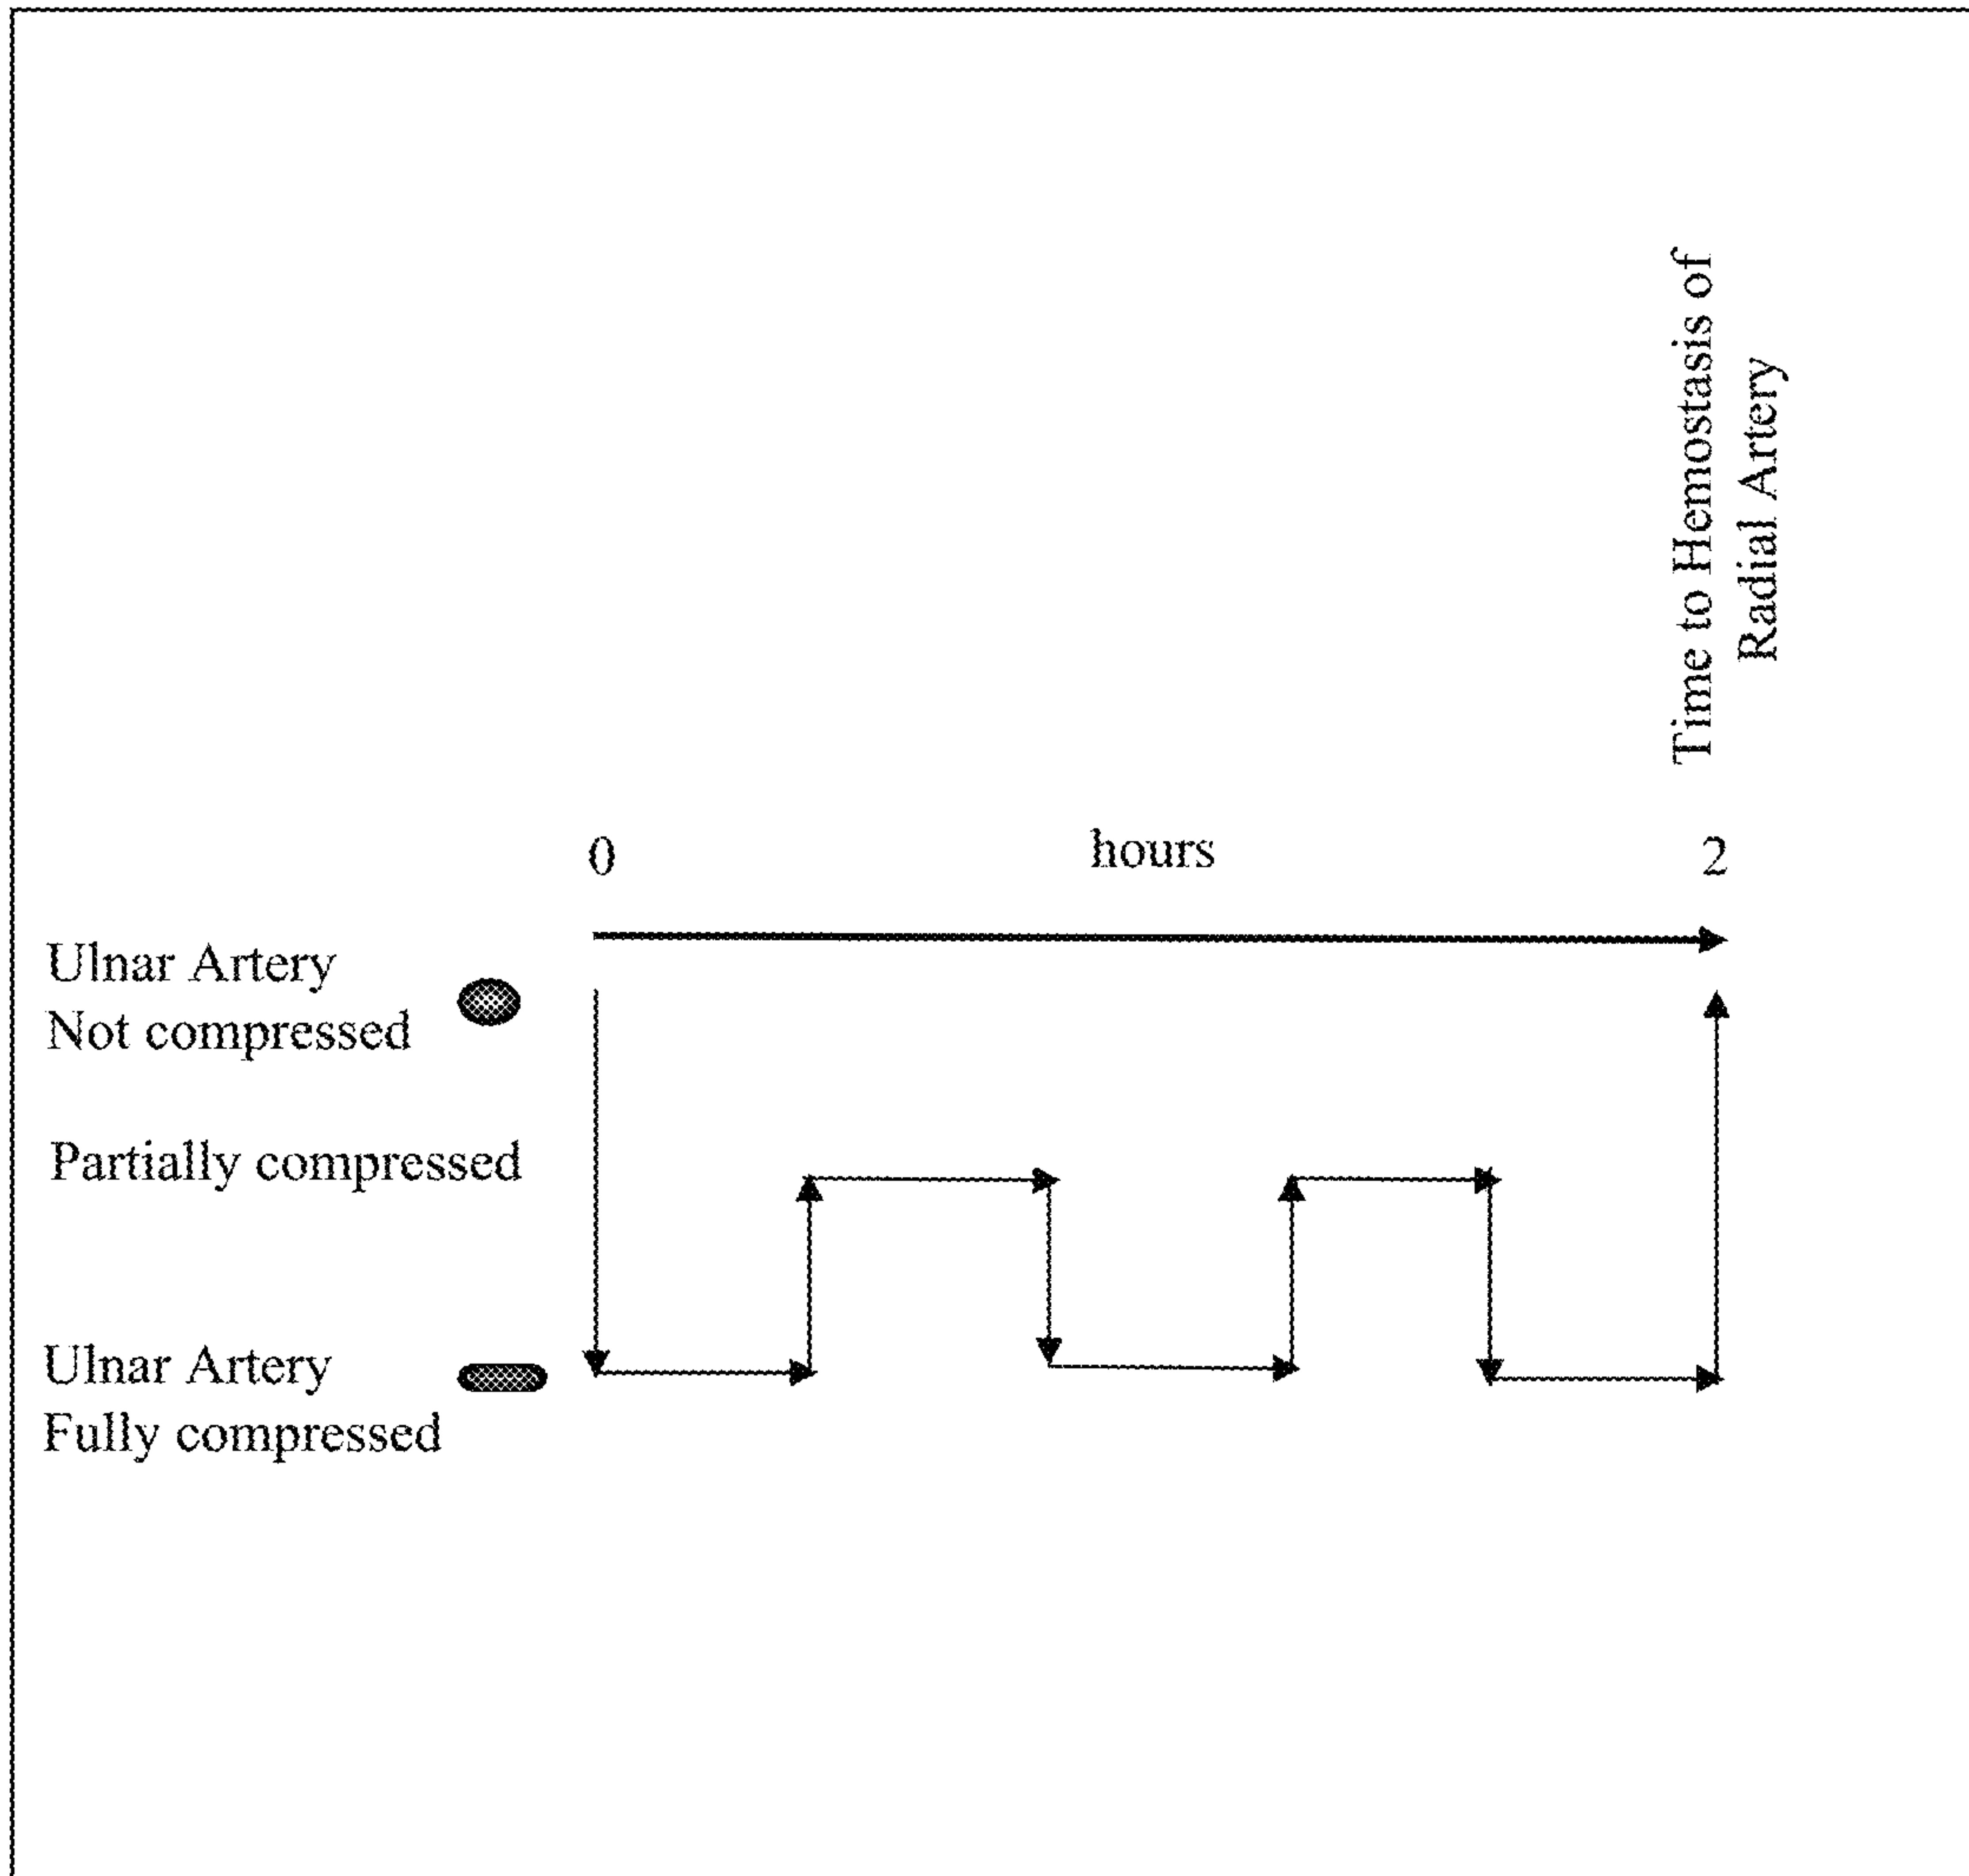 Time to Hemostasis of
Radial Artery
0 hours 2
Ulnar Artery
Not compressed
Partially compressed
Ulnar Artery
Fully compressed